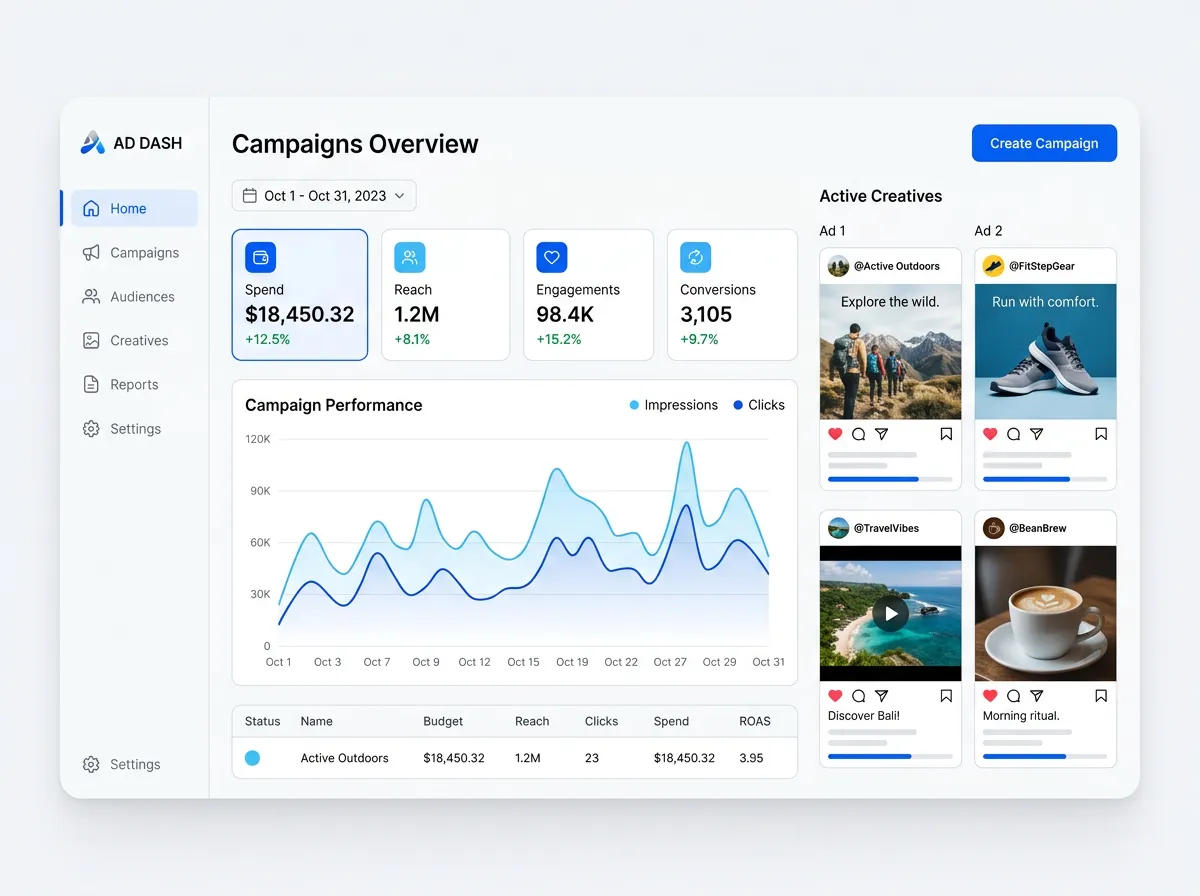 AD DASH
Home
Campaigns
Audiences
Creatives
Reports
Settings
Settings
Campaigns Overview
Create Campaign
Oct 1 - Oct 31, 2023
Spend
$18,450.32
+12.5%
Reach
1.2M
+8.1%
Engagements
98.4K
+15.2%
Conversions
3,105
+9.7%
Campaign Performance
Impressions Clicks
120K
90K
60K
30K
0
Oct 1 Oct 3 Oct 7 Oct 9 Oct 12 Oct 15 Oct 19 Oct 22 Oct 27 Oct 29 Oct 31
Status Name Budget Reach Clicks Spend ROAS
Active Outdoors $18,450.32 1.2M 23 $18,450.32 3.95
Active Creatives
Ad 1
@Active Outdoors
Explore the wild.
Ad 2
@FitStepGear
Run with comfort.
@TravelVibes
Discover Bali!
@BeanBrew
Morning ritual.